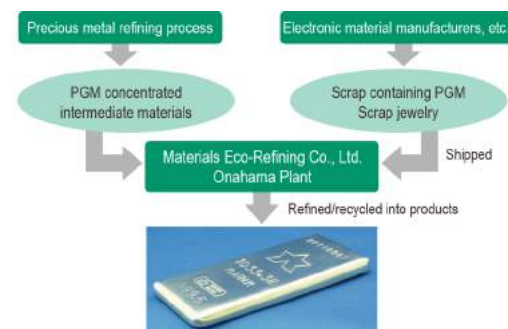 Precious metal refining process
Electronic material manufacturers, etc
PGM concentrated
intermediate materials
Scrap containing PGM
Scrap jewelry
Materials Eco-Refining Co., Ltd.
Onahama Plant
Shipped
Refined/recycled into products